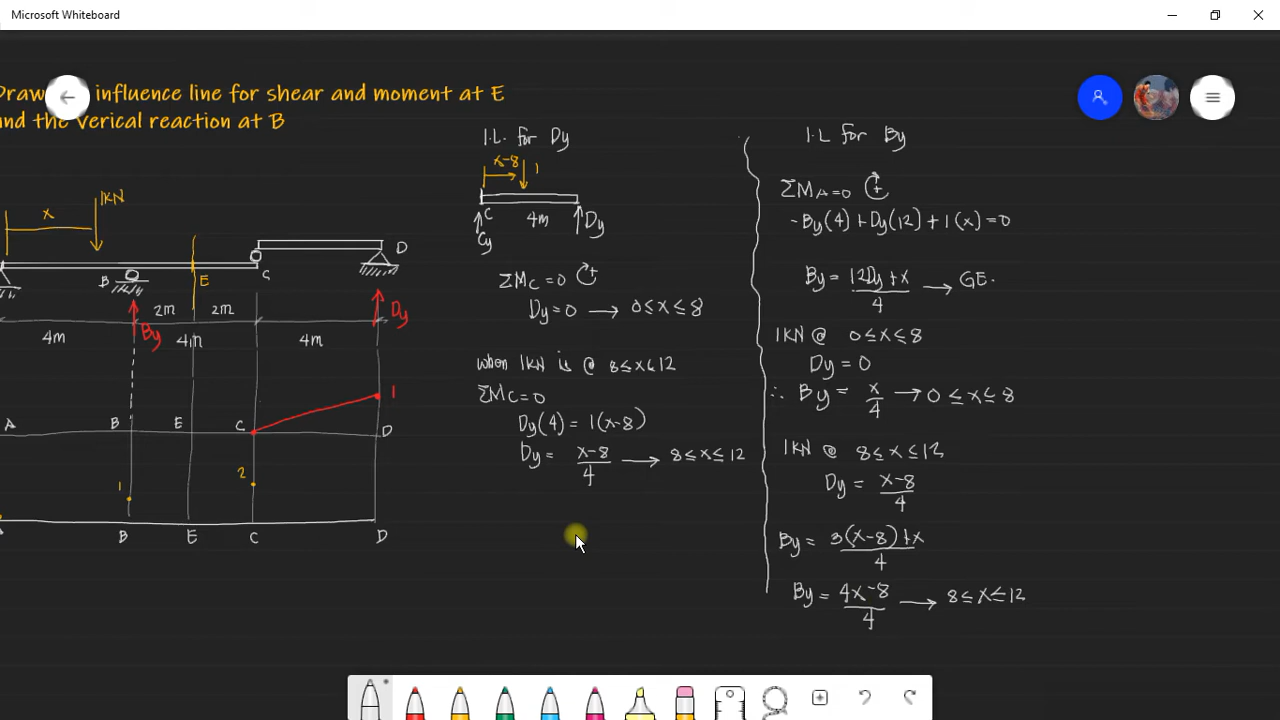 Microsoft Whiteboard
Draw influence line for shear and moment at E
and the verical reaction at B
x
1KN
B
E
C
D
2m
2m
By
Dy
4m
4m
4m
1
A
B
E
C
D
1
2
B
E
C
D
I.L. for Dy
x-8
1
C
4m
Cy
Dy
ΣMc=0 +
Dy=0 → 0≤x≤8
when 1KN is @ 8≤x≤12
ΣMc=0
Dy(4) = 1(x-8)
Dy = x-8/4 → 8≤x≤12
I.L for By
ΣMA=0 +
-By(4)+Dy(12)+1(x)=0
By= 12Dy+x/4 → GE.
1KN @ 0≤x≤8
Dy=0
∴ By= x/4 → 0≤x≤8
1KN @ 8≤x≤12
Dy = x-8/4
By= 3(x-8)+x/4
By= 4x-8/4 → 8≤x≤12